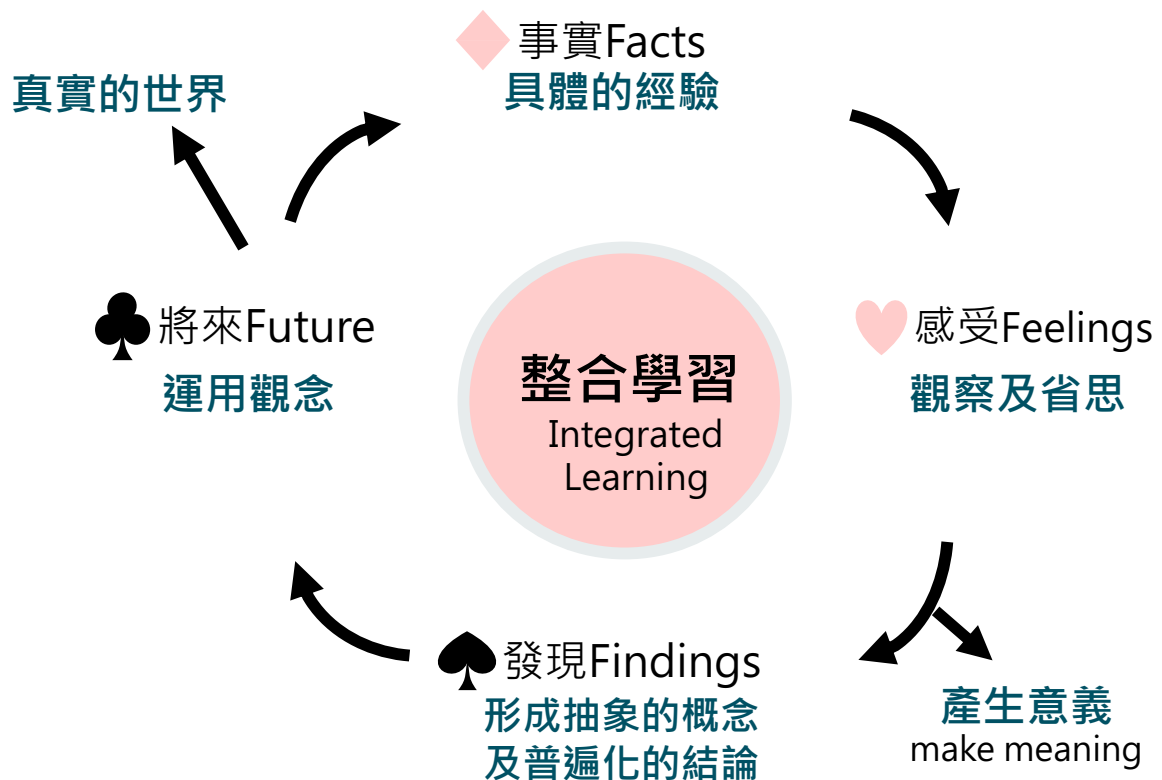 事實Facts
具體的經驗
真實的世界
將來Future
運用觀念
整合學習
Integrated
Learning
感受Feelings
觀察及省思
發現Findings
形成抽象的概念
及普遍化的結論
產生意義
make meaning